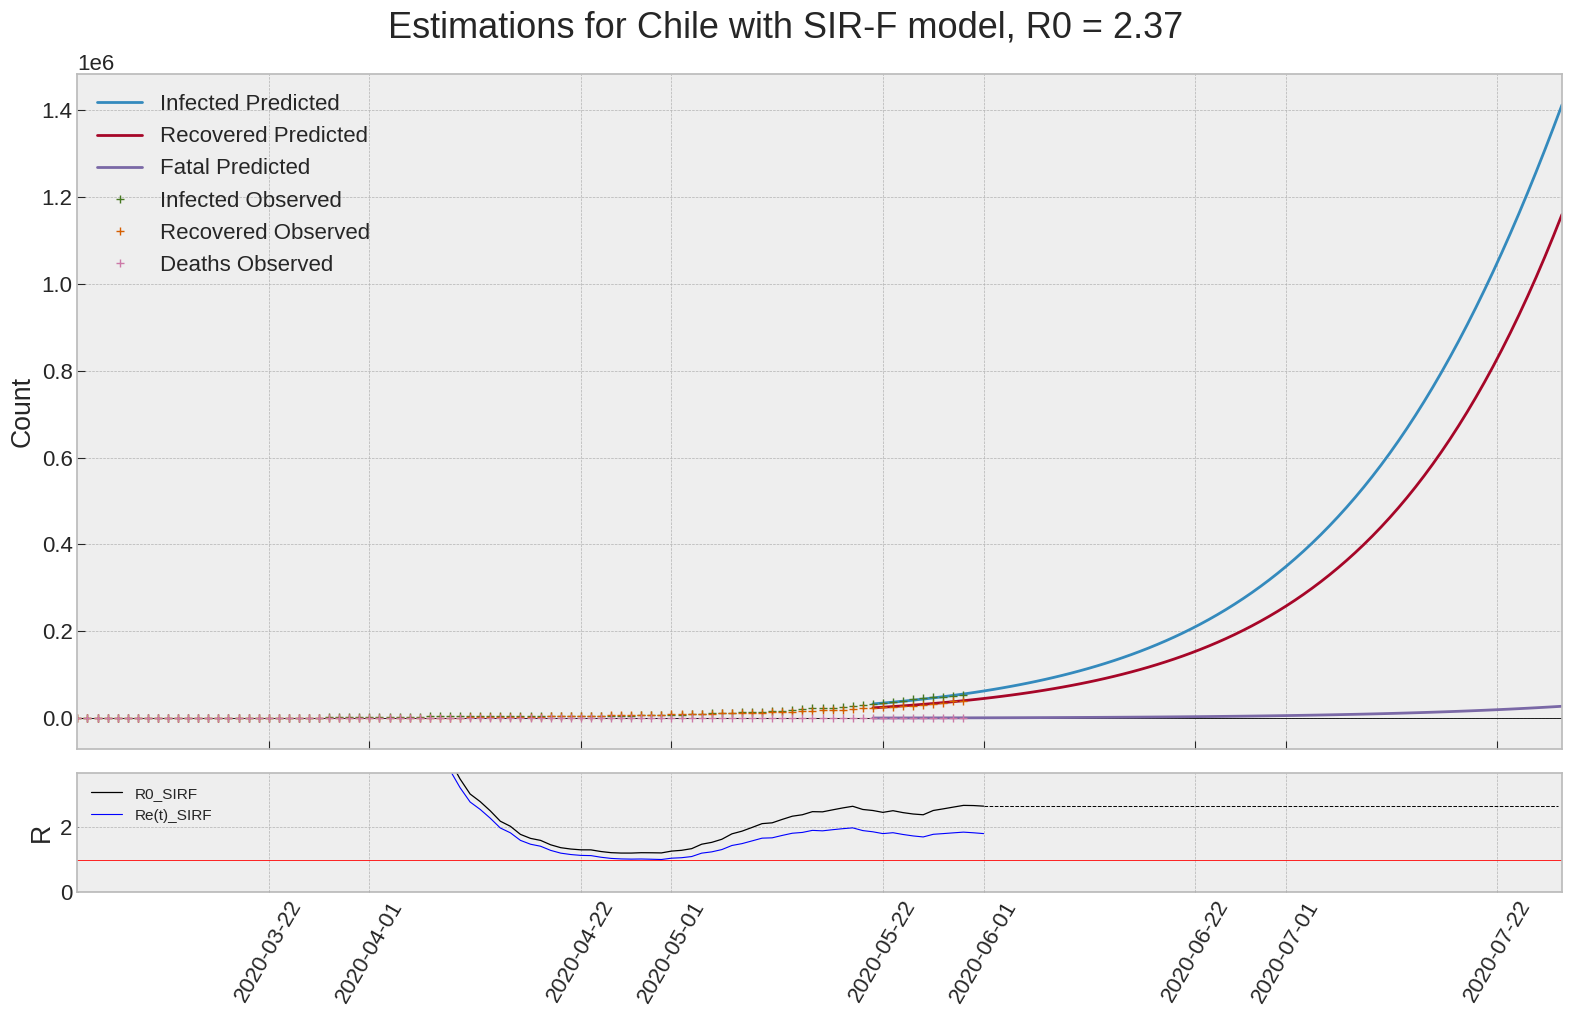 Estimations for Chile with SIR-F model, R0 = 2.37
1e6
Infected Predicted
Recovered Predicted
Fatal Predicted
Infected Observed
Recovered Observed
Deaths Observed
1.4
1.2
1.0
0.8
0.6
0.4
0.2
0.0
Count
R0_SIRF
Re(t)_SIRF
2
0
R
2020-03-22
2020-04-01
2020-04-22
2020-05-01
2020-05-22
2020-06-01
2020-06-22
2020-07-01
2020-07-22